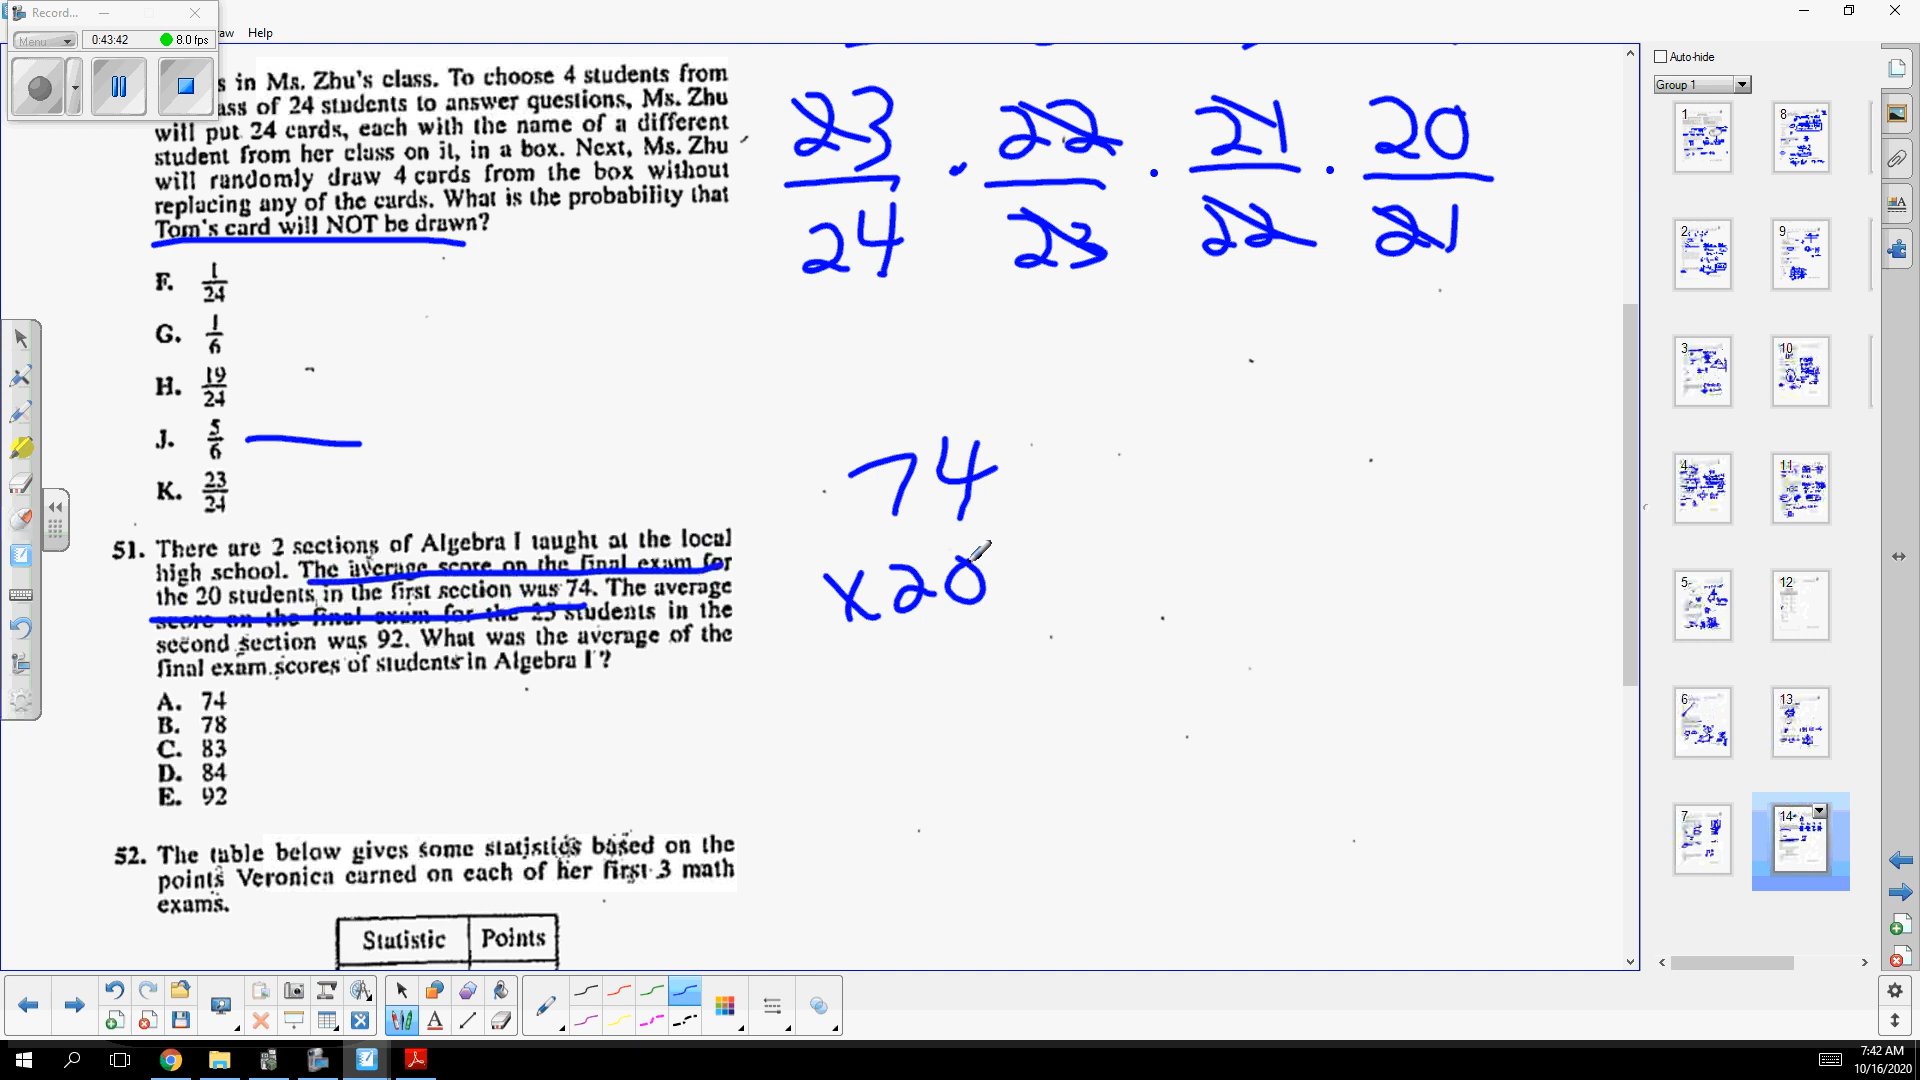 Record...
Menu
0:43:42
8.0 fps
aw
Help
s in Ms. Zhu's class. To choose 4 students from
ass of 24 students to answer questions, Ms. Zhu
will put 24 cards, each with the name of a different
student from her class on it, in a box. Next, Ms. Zhu
will randomly draw 4 cards from the box without
replacing any of the cards. What is the probability that
Tom's card will NOT be drawn?
F. 1/24
G. 1/6
H. 19/24
J. 5/6
K. 23/24
23/24 · 22/23 · 21/22 · 20/21
74
x20
51. There are 2 sections of Algebra I taught at the local
high school. The average score on the final exam for
the 20 students in the first section was 74. The average
score on the final exam for the 25 students in the
second section was 92. What was the average of the
final exam scores of students in Algebra I ?
A. 74
B. 78
C. 83
D. 84
E. 92
52. The table below gives some statistics based on the
points Veronica earned on each of her first 3 math
exams.
Statistic Points
Auto-hide
Group 1
1 8
2 9
3 10
4 11
5 12
6 13
7 14
7:42 AM
10/16/2020